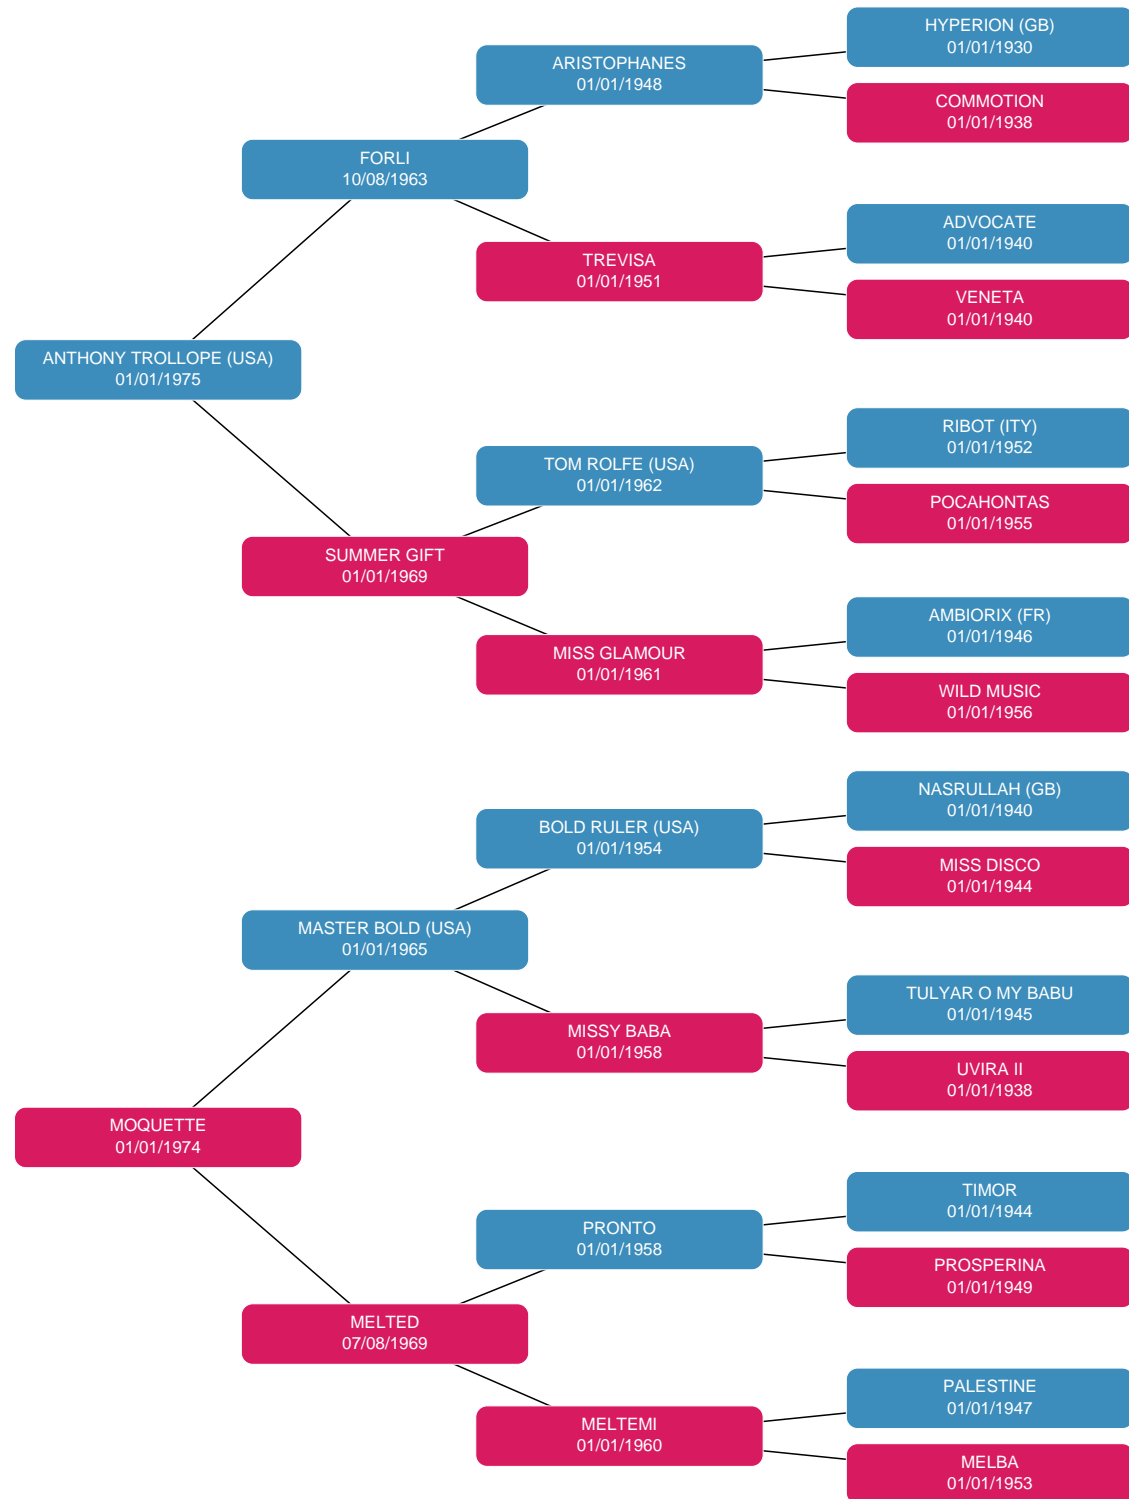 HYPERION (GB)
01/01/1930
ARISTOPHANES
01/01/1948
COMMOTION
01/01/1938
FORLI
10/08/1963
ADVOCATE
01/01/1940
TREVISA
01/01/1951
VENETA
01/01/1940
ANTHONY TROLLOPE (USA)
01/01/1975
RIBOT (ITY)
01/01/1952
TOM ROLFE (USA)
01/01/1962
POCAHONTAS
01/01/1955
SUMMER GIFT
01/01/1969
AMBIORIX (FR)
01/01/1946
MISS GLAMOUR
01/01/1961
WILD MUSIC
01/01/1956
NASRULLAH (GB)
01/01/1940
BOLD RULER (USA)
01/01/1954
MISS DISCO
01/01/1944
MASTER BOLD (USA)
01/01/1965
TULYAR O MY BABU
01/01/1945
MISSY BABA
01/01/1958
UVIRA II
01/01/1938
MOQUETTE
01/01/1974
TIMOR
01/01/1944
PRONTO
01/01/1958
PROSPERINA
01/01/1949
MELTED
07/08/1969
PALESTINE
01/01/1947
MELTEMI
01/01/1960
MELBA
01/01/1953